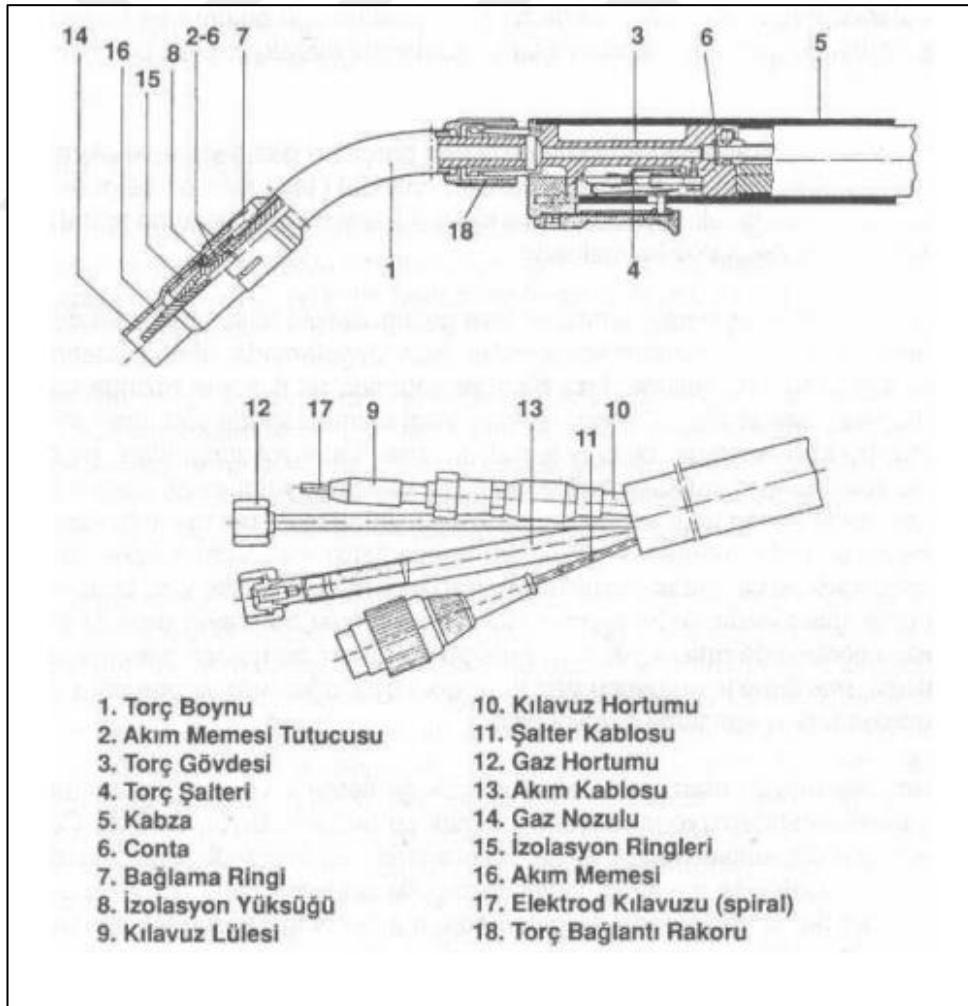 14 16 15 8 2-6 7 3 6 5
18
1 4
12 17 9 13 10
11
1. Torç Boynu
2. Akım Memesi Tutucusu
3. Torç Gövdesi
4. Torç Şalteri
5. Kabza
6. Conta
7. Bağlama Ringi
8. İzolasyon Yüksüğü
9. Kılavuz Lülesi
10. Kılavuz Hortumu
11. Şalter Kablosu
12. Gaz Hortumu
13. Akım Kablosu
14. Gaz Nozulu
15. İzolasyon Ringleri
16. Akım Memesi
17. Elektrod Kılavuzu (spiral)
18. Torç Bağlantı Rakoru